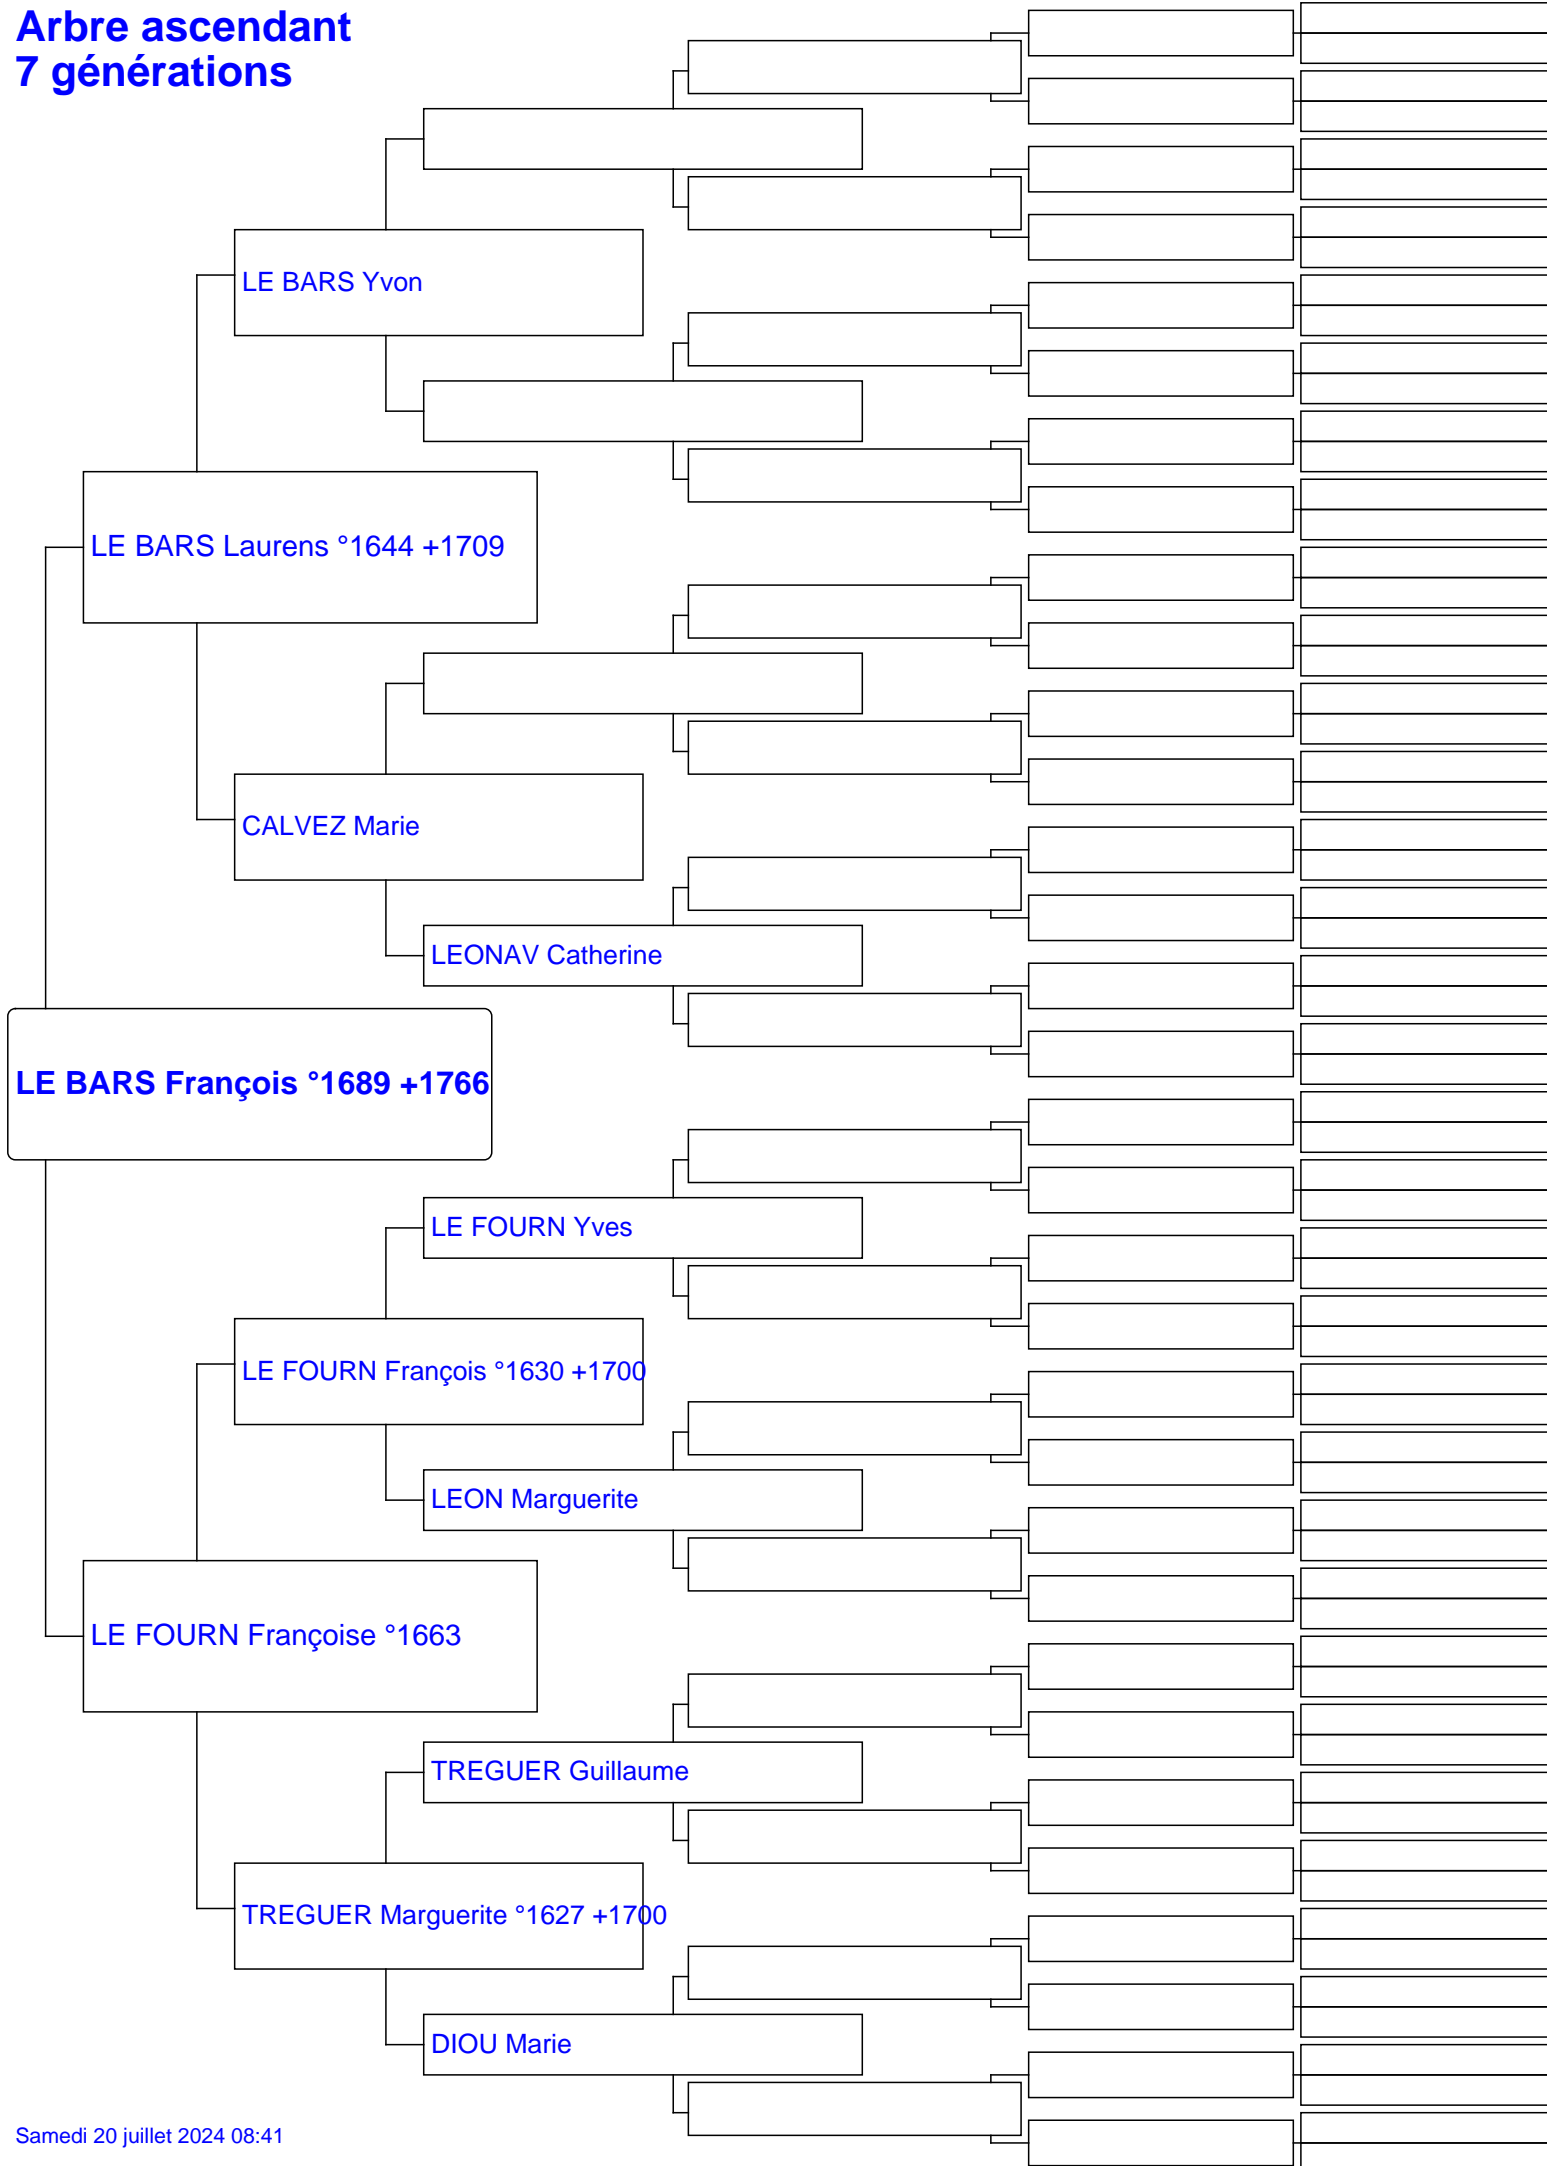 Arbre ascendant
7 générations
LE BARS Yvon
LE BARS Laurens °1644 +1709
CALVEZ Marie
LEONAV Catherine
LE BARS François °1689 +1766
LE FOURN Yves
LE FOURN François °1630 +1700
LEON Marguerite
LE FOURN Françoise °1663
TREGUER Guillaume
TREGUER Marguerite °1627 +1700
DIOU Marie
Samedi 20 juillet 2024 08:41